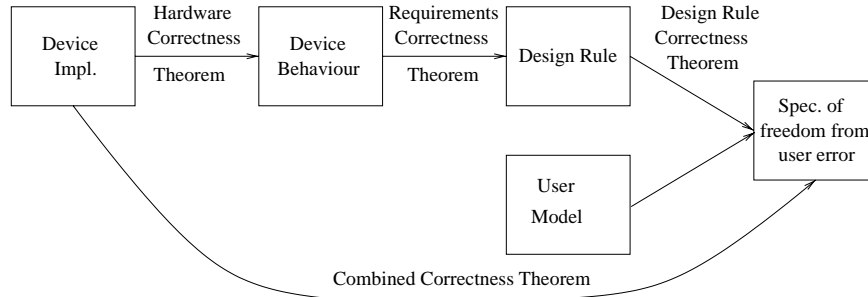 Device
Impl.
Hardware
Correctness
Theorem
Device
Behaviour
Requirements
Correctness
Theorem
Design Rule
Design Rule
Correctness
Theorem
Spec. of
freedom from
user error
User
Model
Combined Correctness Theorem